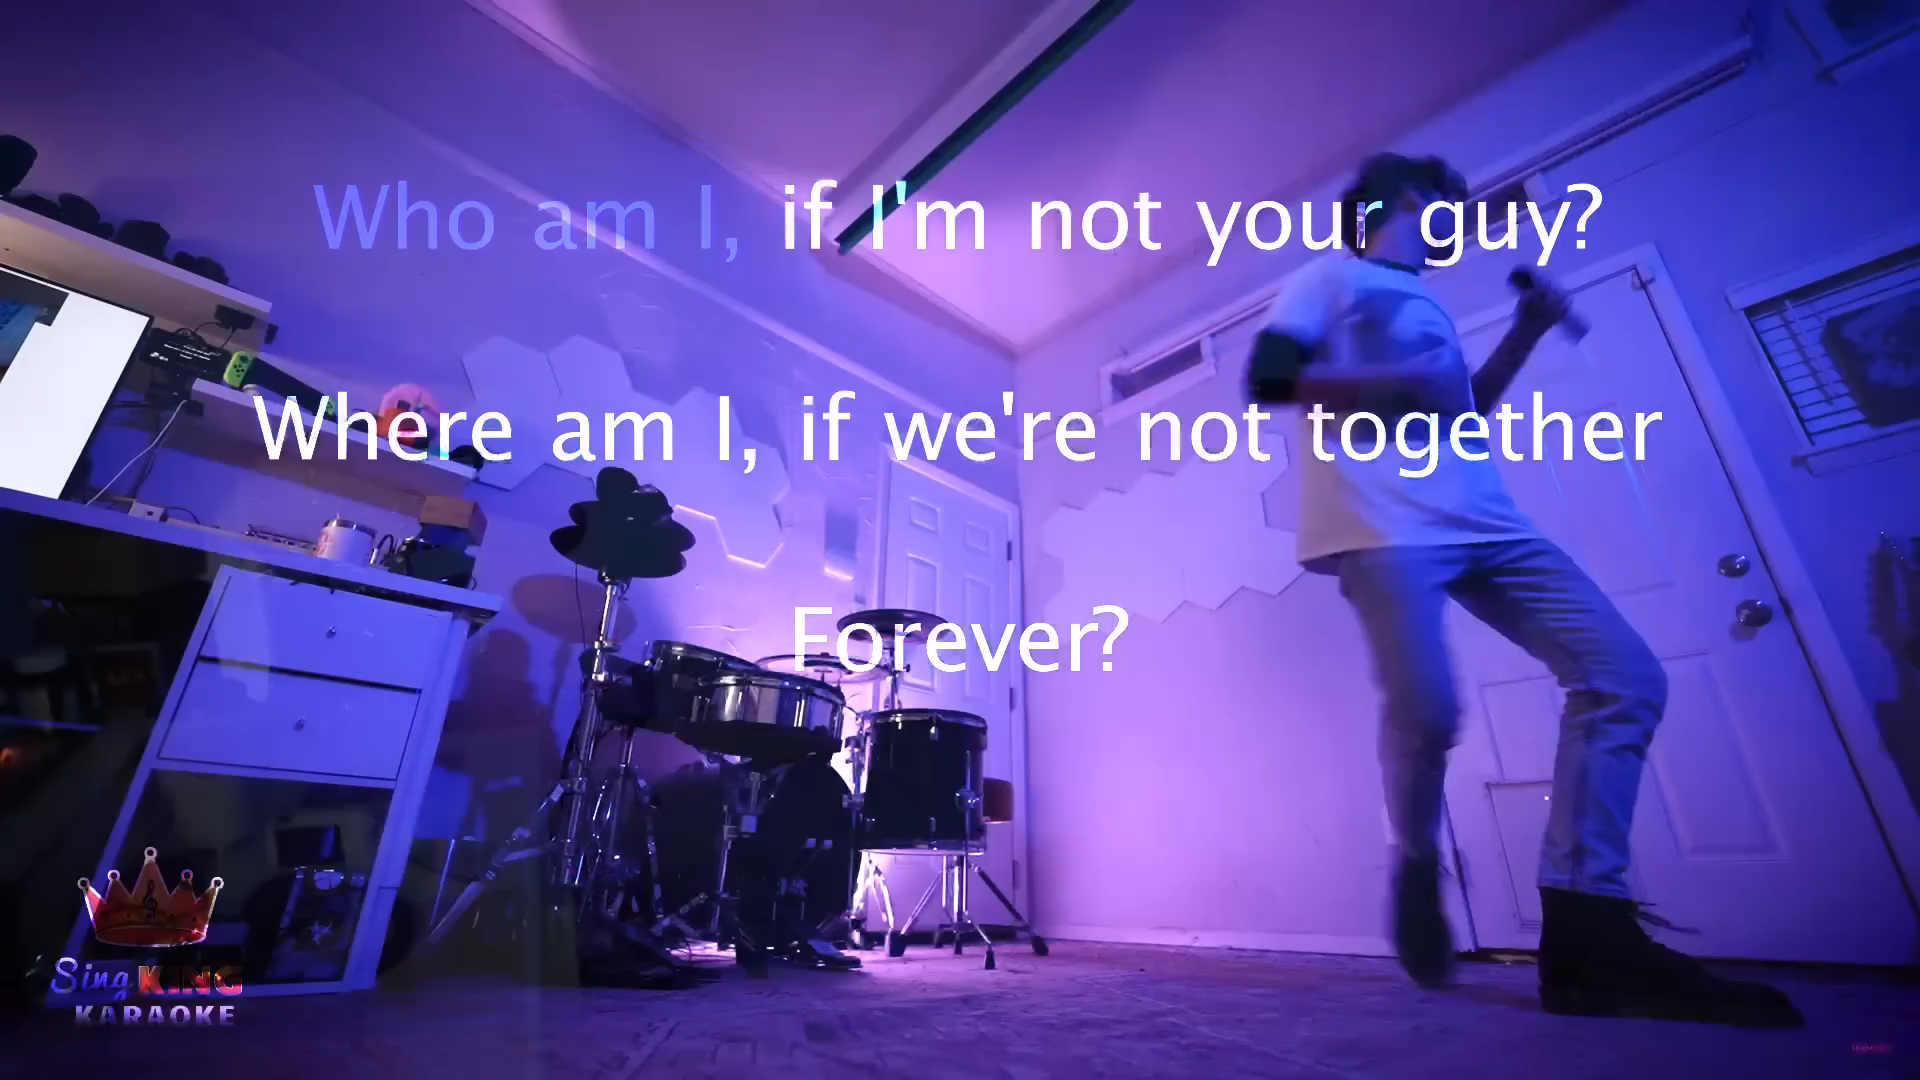 Who am I, if I'm not your guy?
Where am I, if we're not together
Forever?
Sing KING
KARAOKE